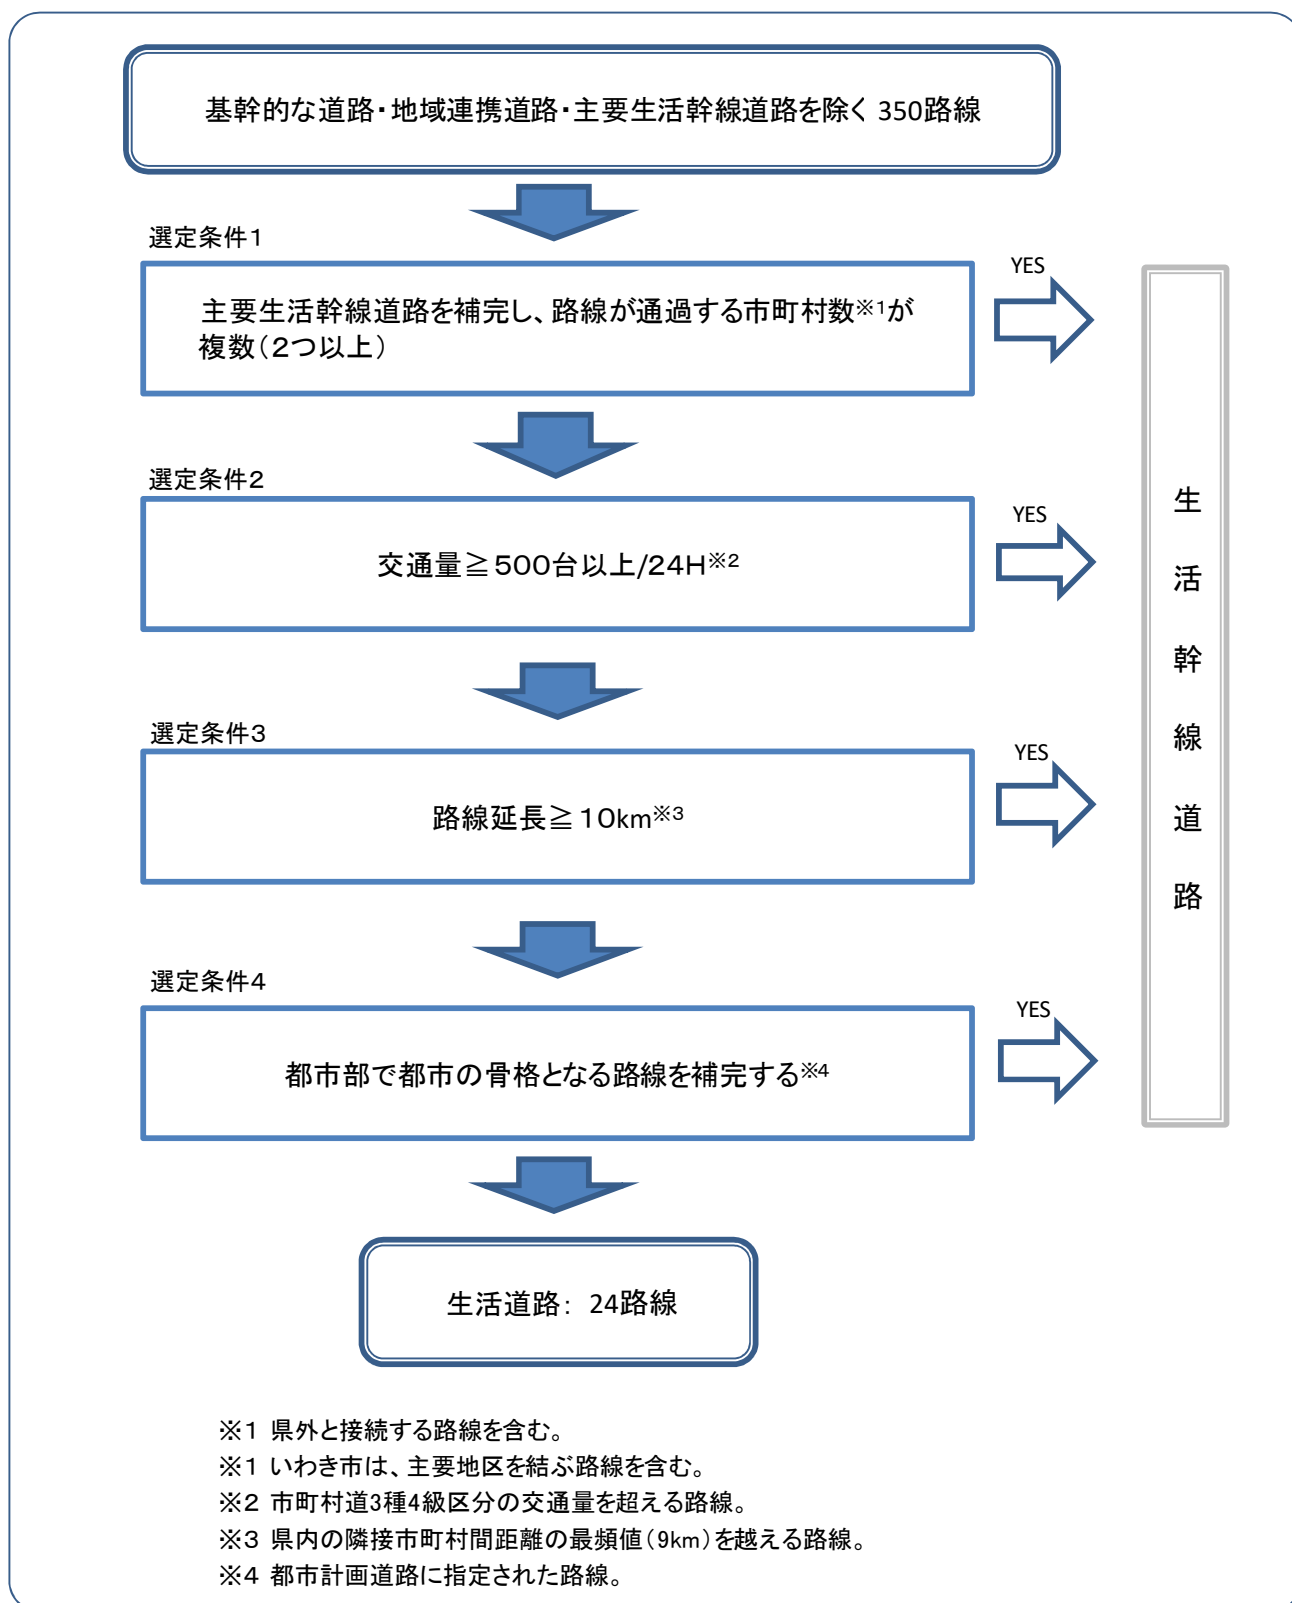 基幹的な道路・地域連携道路・主要生活幹線道路を除く 350路線
選定条件1
主要生活幹線道路を補完し、路線が通過する市町村数※1が
複数(2つ以上)
YES
選定条件2
交通量≧500台以上/24H※2
YES
選定条件3
路線延長≧10km※3
YES
選定条件4
都市部で都市の骨格となる路線を補完する※4
YES
生活幹線道路
生活道路: 24路線
※1 県外と接続する路線を含む。
※1 いわき市は、主要地区を結ぶ路線を含む。
※2 市町村道3種4級区分の交通量を超える路線。
※3 県内の隣接市町村間距離の最頻値(9km)を越える路線。
※4 都市計画道路に指定された路線。